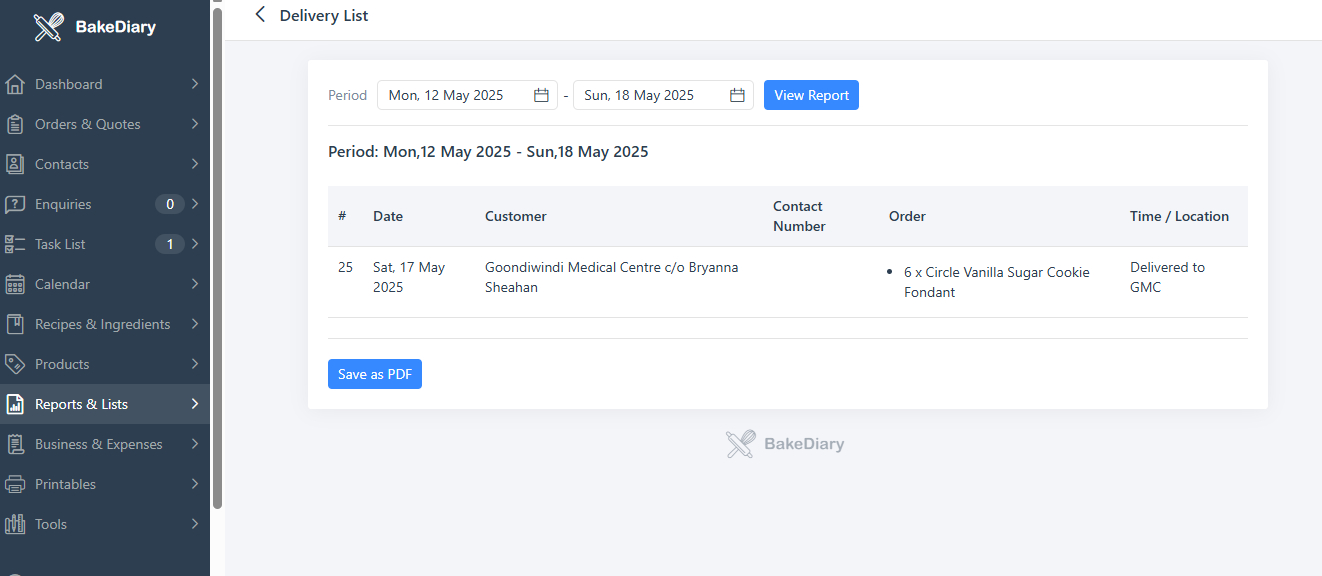 BakeDiary
Delivery List
Dashboard
Orders & Quotes
Contacts
Enquiries 0
Task List 1
Calendar
Recipes & Ingredients
Products
Reports & Lists
Business & Expenses
Printables
Tools
Period Mon, 12 May 2025 - Sun, 18 May 2025 View Report
Period: Mon,12 May 2025 - Sun,18 May 2025
# Date Customer Contact Number Order Time / Location
25 Sat, 17 May 2025 Goondiwindi Medical Centre c/o Bryanna Sheahan 6 x Circle Vanilla Sugar Cookie Fondant Delivered to GMC
Save as PDF
BakeDiary